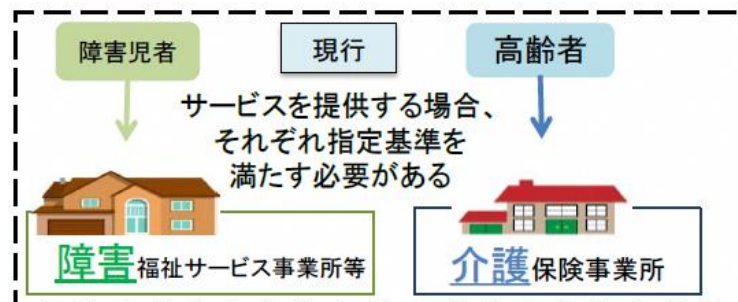 障害児者
現行
高齢者
サービスを提供する場合、
それぞれ指定基準を
満たす必要がある
障害福祉サービス事業所等
介護保険事業所